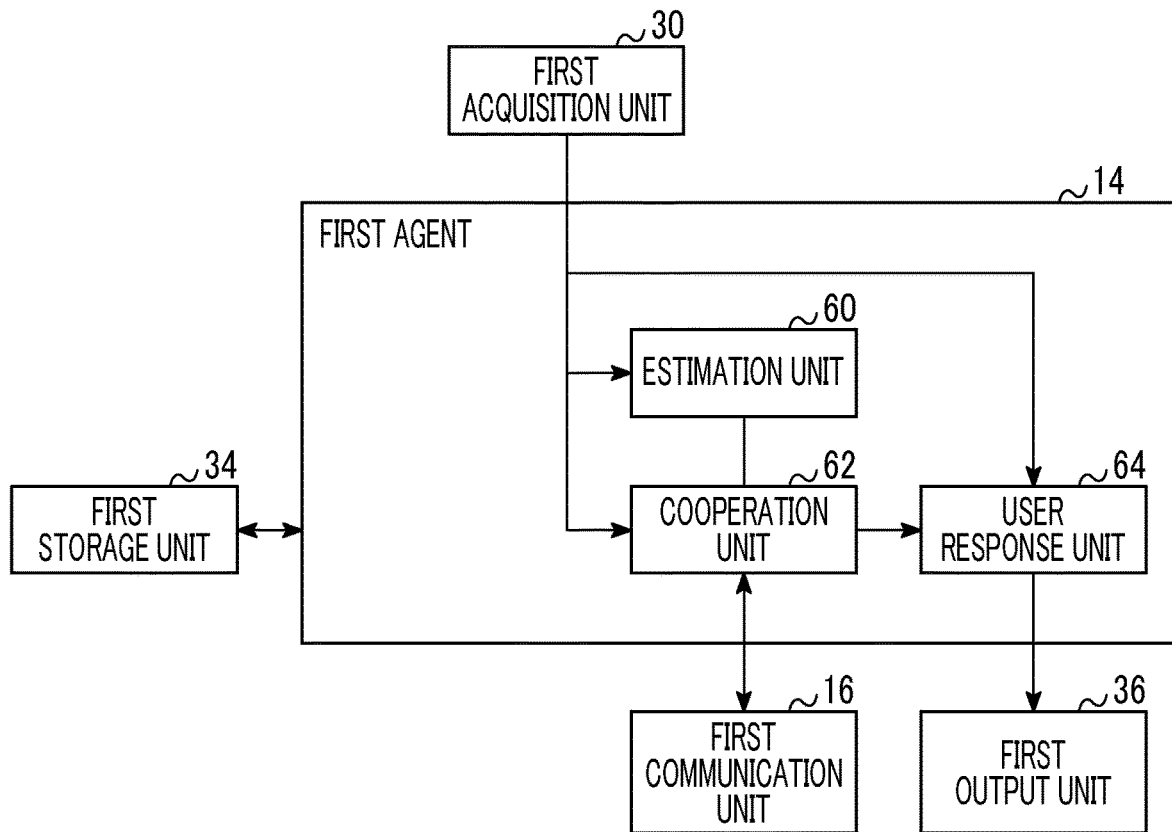 30
FIRST
ACQUISITION UNIT
14
FIRST AGENT
60
ESTIMATION UNIT
34
FIRST
STORAGE UNIT
62
COOPERATION
UNIT
64
USER
RESPONSE UNIT
16
FIRST
COMMUNICATION
UNIT
36
FIRST
OUTPUT UNIT